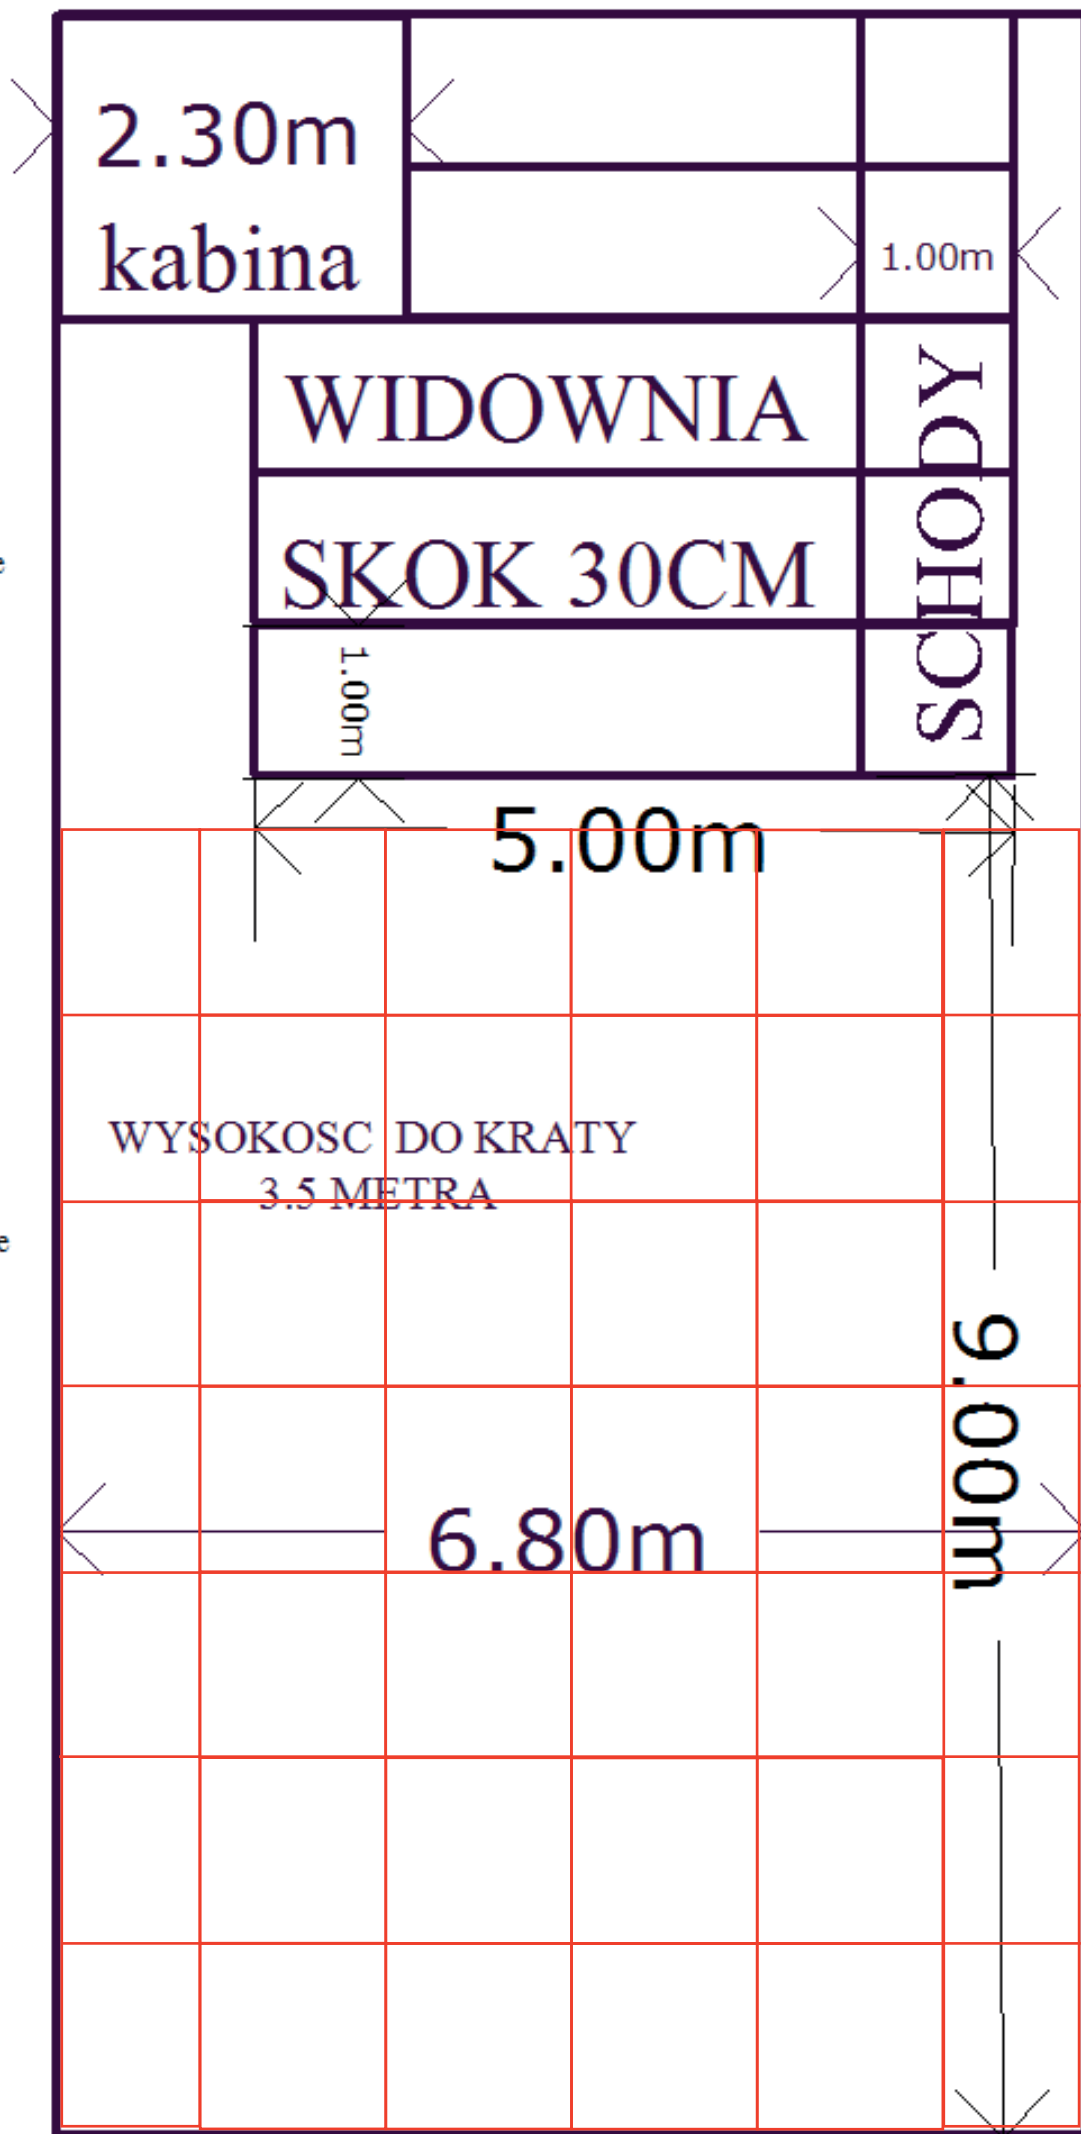 2.30m
kabina
1.00m
WIDOWNIA
SKOK 30CM
SCHODY
e
1.00m
5.00m
WYSOKOSC DO KRATY
3.5 METRA
e
9.00m
6.80m